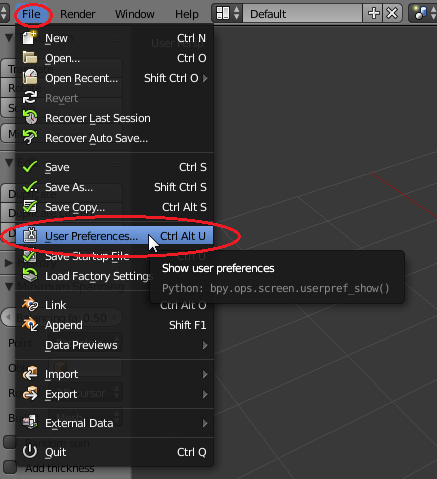 File Render Window Help Default
User Persp
New Ctrl N
Open... Ctrl O
Open Recent... Shift Ctrl O
Revert
Recover Last Session
Recover Auto Save...
Save Ctrl S
Save As... Shift Ctrl S
Save Copy... Ctrl Alt S
User Preferences... Ctrl Alt U
Save Startup File Ctrl U
Show user preferences
Load Factory Settings
Python: bpy.ops.screen.userpref_show()
Link Ctrl Alt O
Append Shift F1
Data Previews
Import
Export
External Data
Quit Ctrl Q
Add thickness